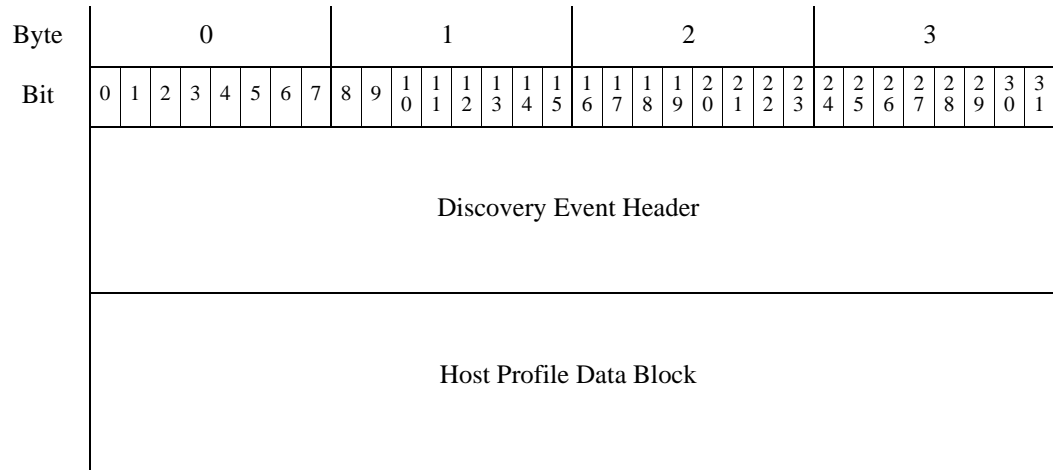 Byte 0 1 2 3
Bit 0 1 2 3 4 5 6 7 8 9 10 11 12 13 14 15 16 17 18 19 20 21 22 23 24 25 26 27 28 29 30 31
Discovery Event Header
Host Profile Data Block